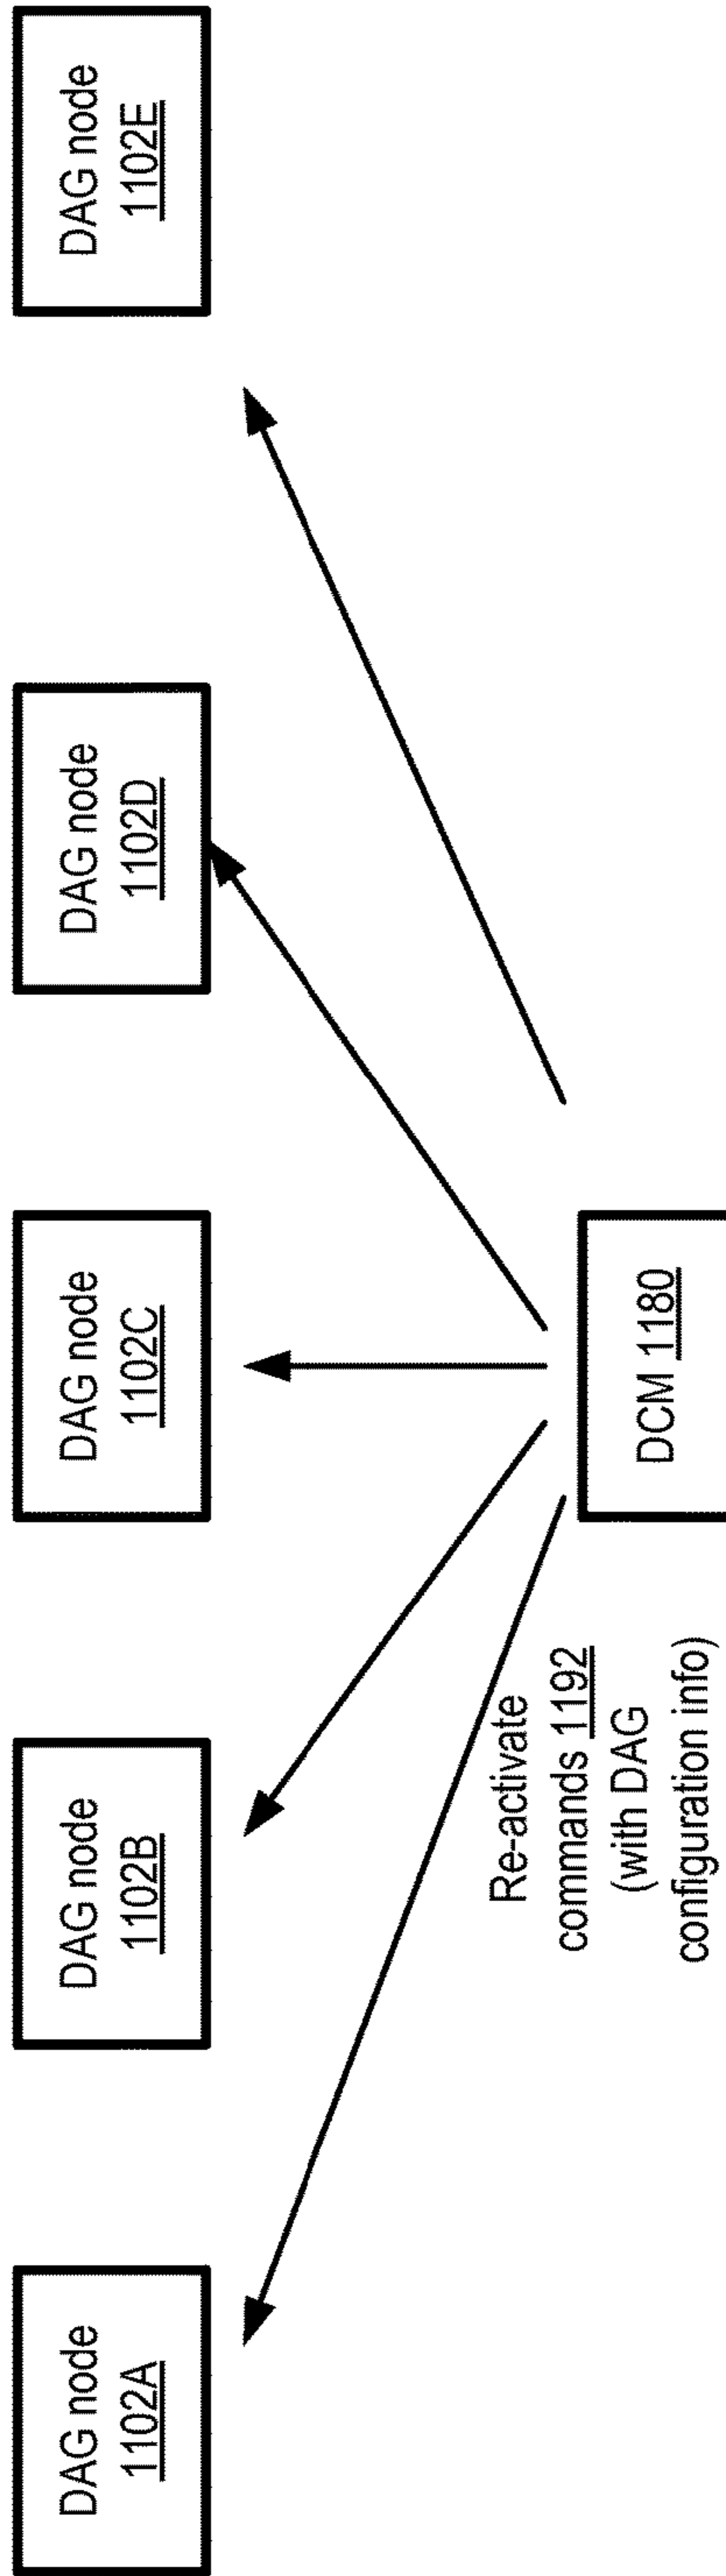 DAG node
1102A
DAG node
1102B
DAG node
1102C
DAG node
1102D
DAG node
1102E
Re-activate
commands 1192
(with DAG
configuration info)
DCM 1180